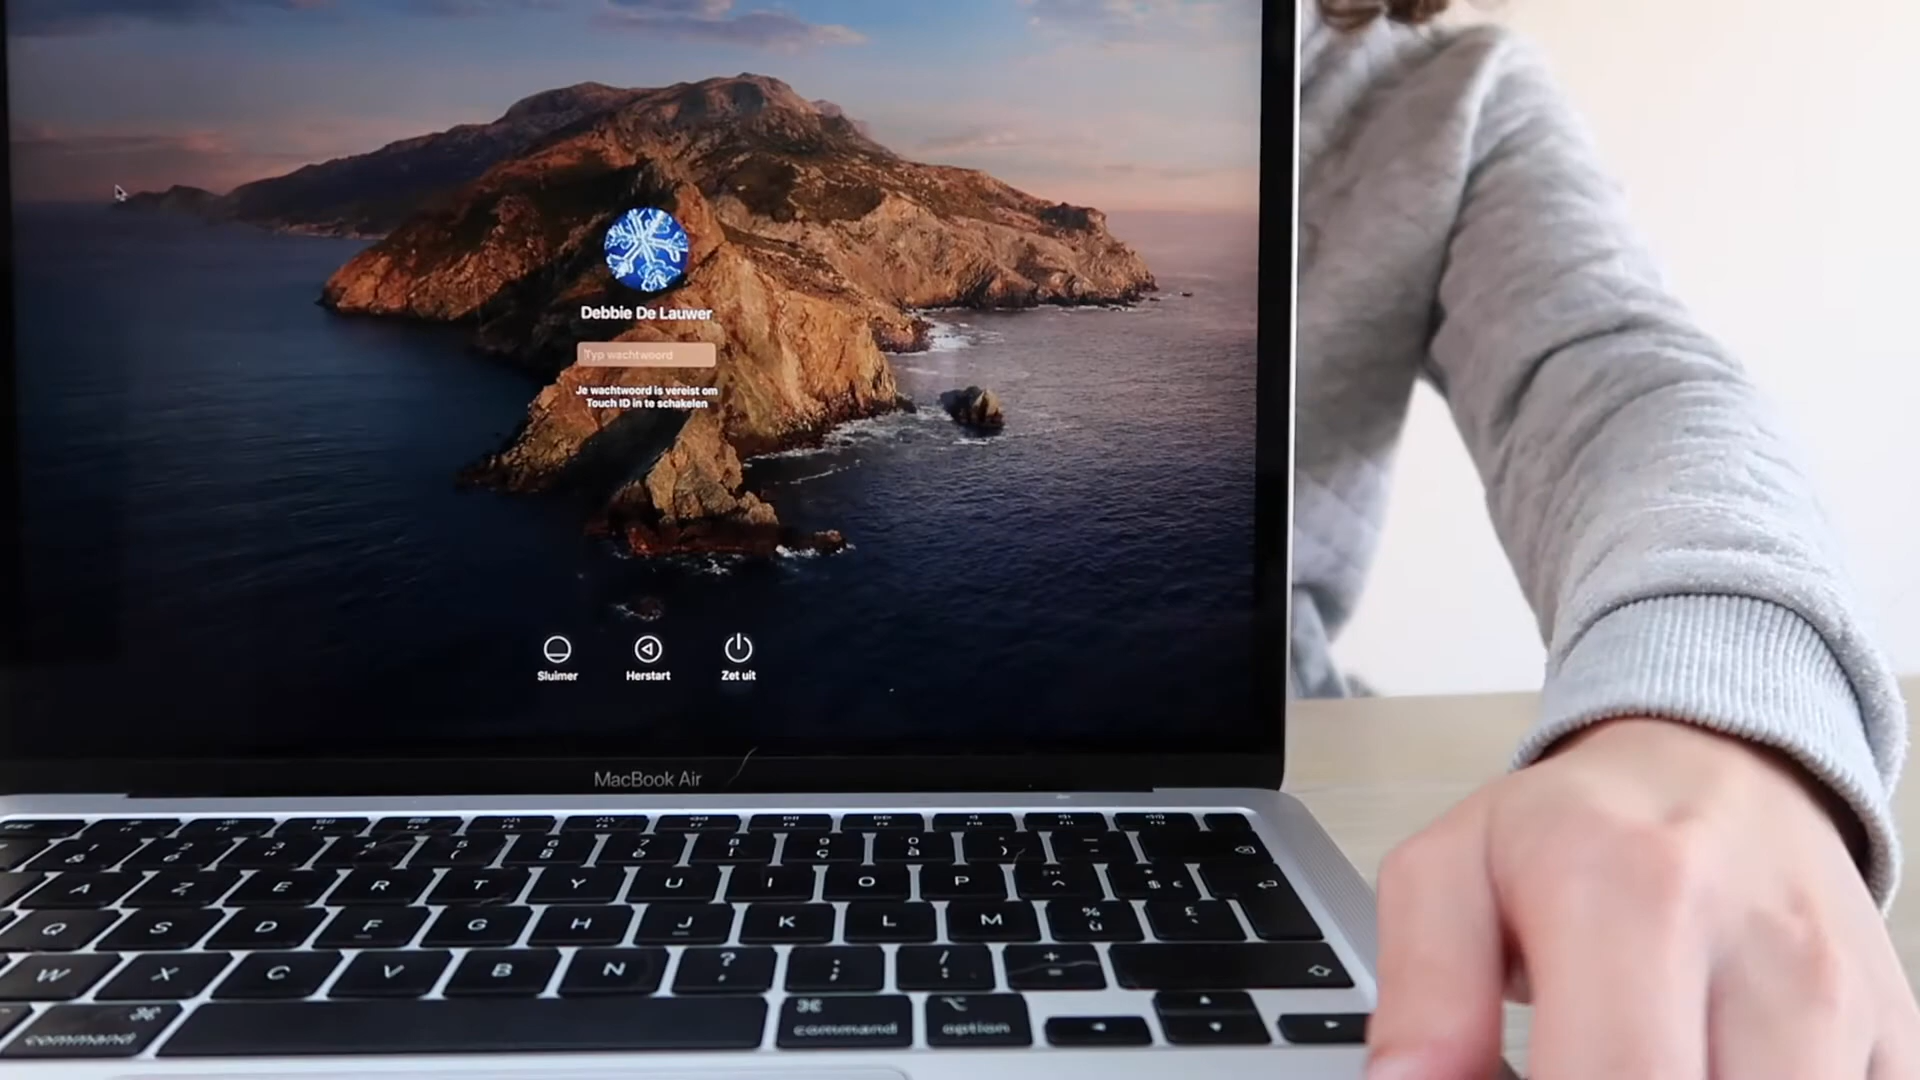 Debbie De Lauwer
Typ wachtwoord
Je wachtwoord is vereist om
Touch ID in te schakelen
Sluimer Herstart Zet uit
MacBook Air
A Z E R T Y U I O P
Q S D F G H J K L M %
W X C V B N ?
command command option